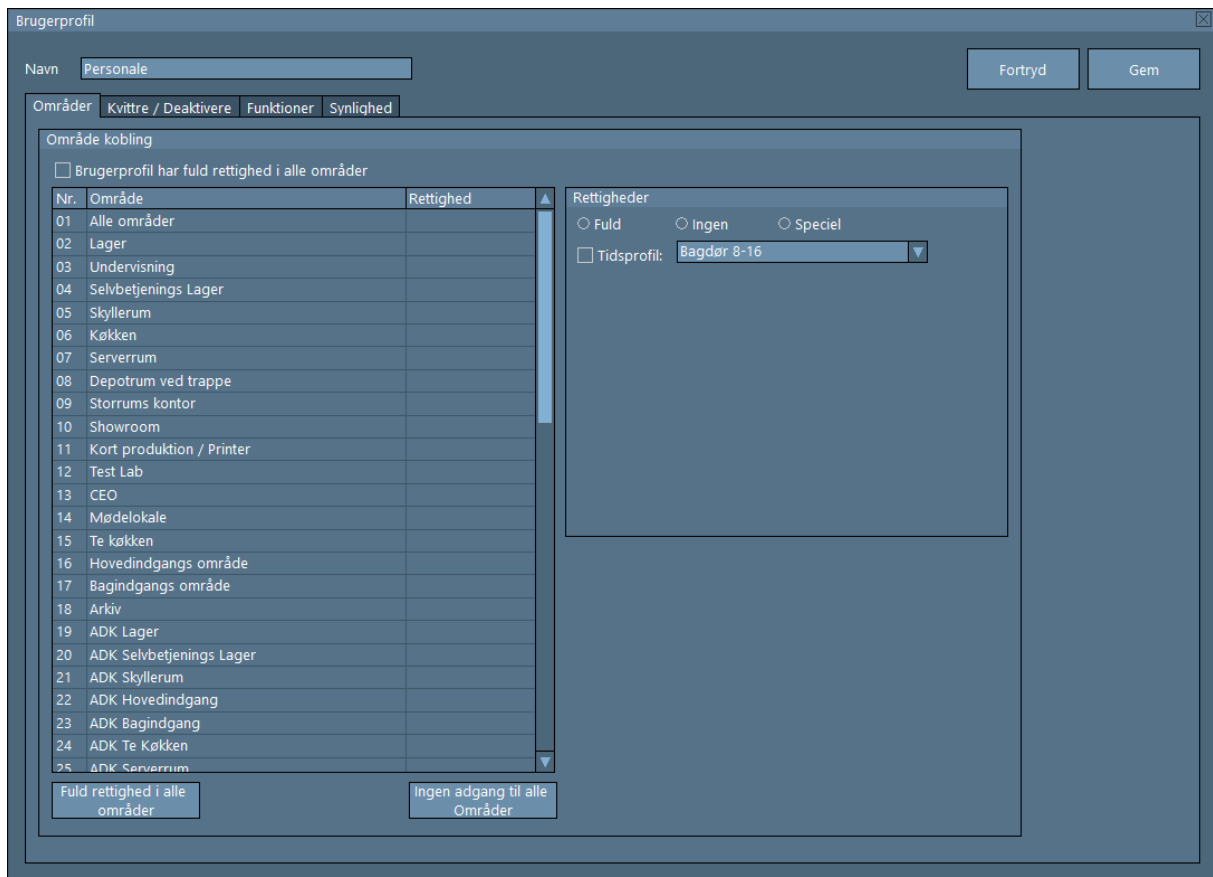 Brugerprofil
Navn Personale Fortryd Gem
Områder Kvittre / Deaktivere Funktioner Synlighed
Område kobling
Brugerprofil har fuld rettighed i alle områder
Nr. Område Rettighed
01 Alle områder
02 Lager
03 Undervisning
04 Selvbetjenings Lager
05 Skyllerum
06 Køkken
07 Serverrum
08 Depotrum ved trappe
09 Storrums kontor
10 Showroom
11 Kort produktion / Printer
12 Test Lab
13 CEO
14 Mødelokale
15 Te køkken
16 Hovedindgangs område
17 Bagindgangs område
18 Arkiv
19 ADK Lager
20 ADK Selvbetjenings Lager
21 ADK Skyllerum
22 ADK Hovedindgang
23 ADK Bagindgang
24 ADK Te Køkken
25 ADK Serverrum
Rettigheder
Fuld Ingen Speciel
Tidsprofil: Bagdør 8-16
Fuld rettighed i alle
områder
Ingen adgang til alle
Områder